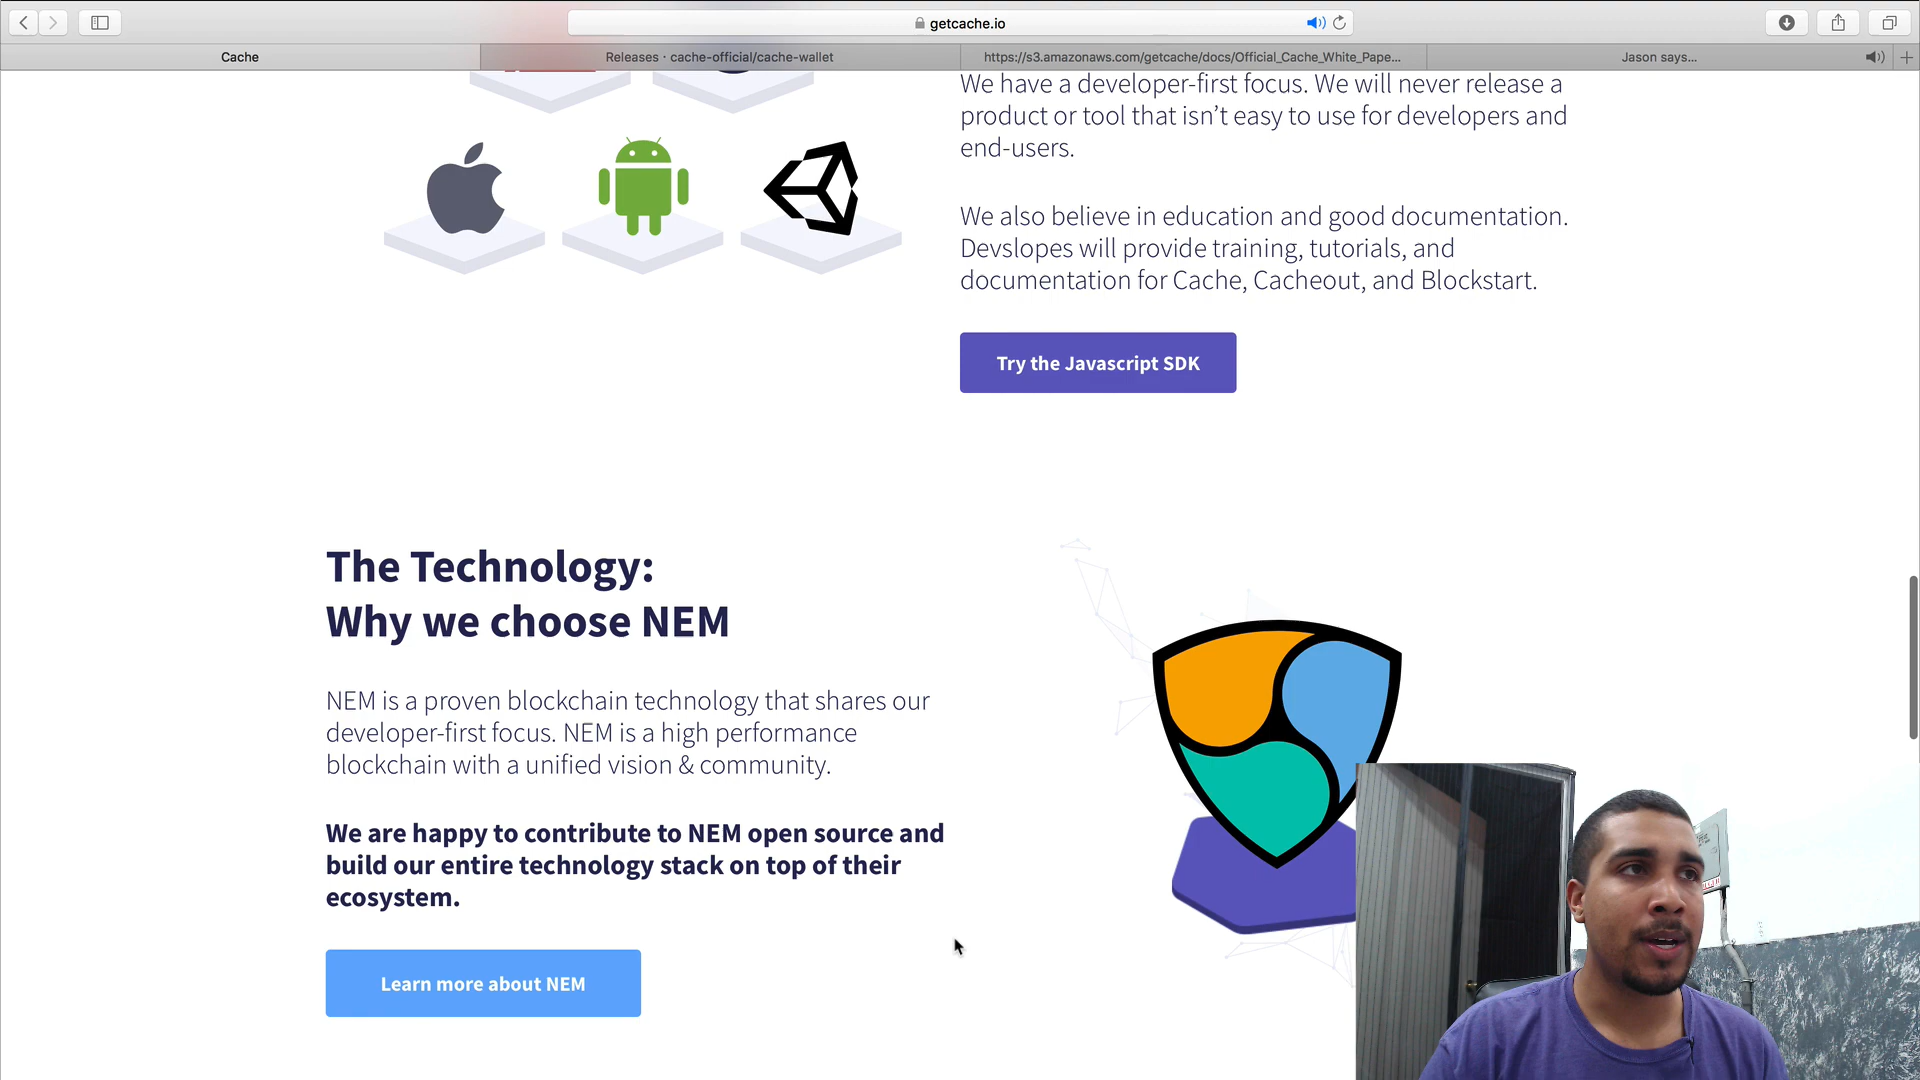 getcache.io
Cache
Releases · cache-official/cache-wallet
https://s3.amazonaws.com/getcache/docs/Official_Cache_White_Pape...
Jason says...
We have a developer-first focus. We will never release a
product or tool that isn't easy to use for developers and
end-users.
We also believe in education and good documentation.
Devslopes will provide training, tutorials, and
documentation for Cache, Cacheout, and Blockstart.
Try the Javascript SDK
The Technology:
Why we choose NEM
NEM is a proven blockchain technology that shares our
developer-first focus. NEM is a high performance
blockchain with a unified vision & community.
We are happy to contribute to NEM open source and
build our entire technology stack on top of their
ecosystem.
Learn more about NEM